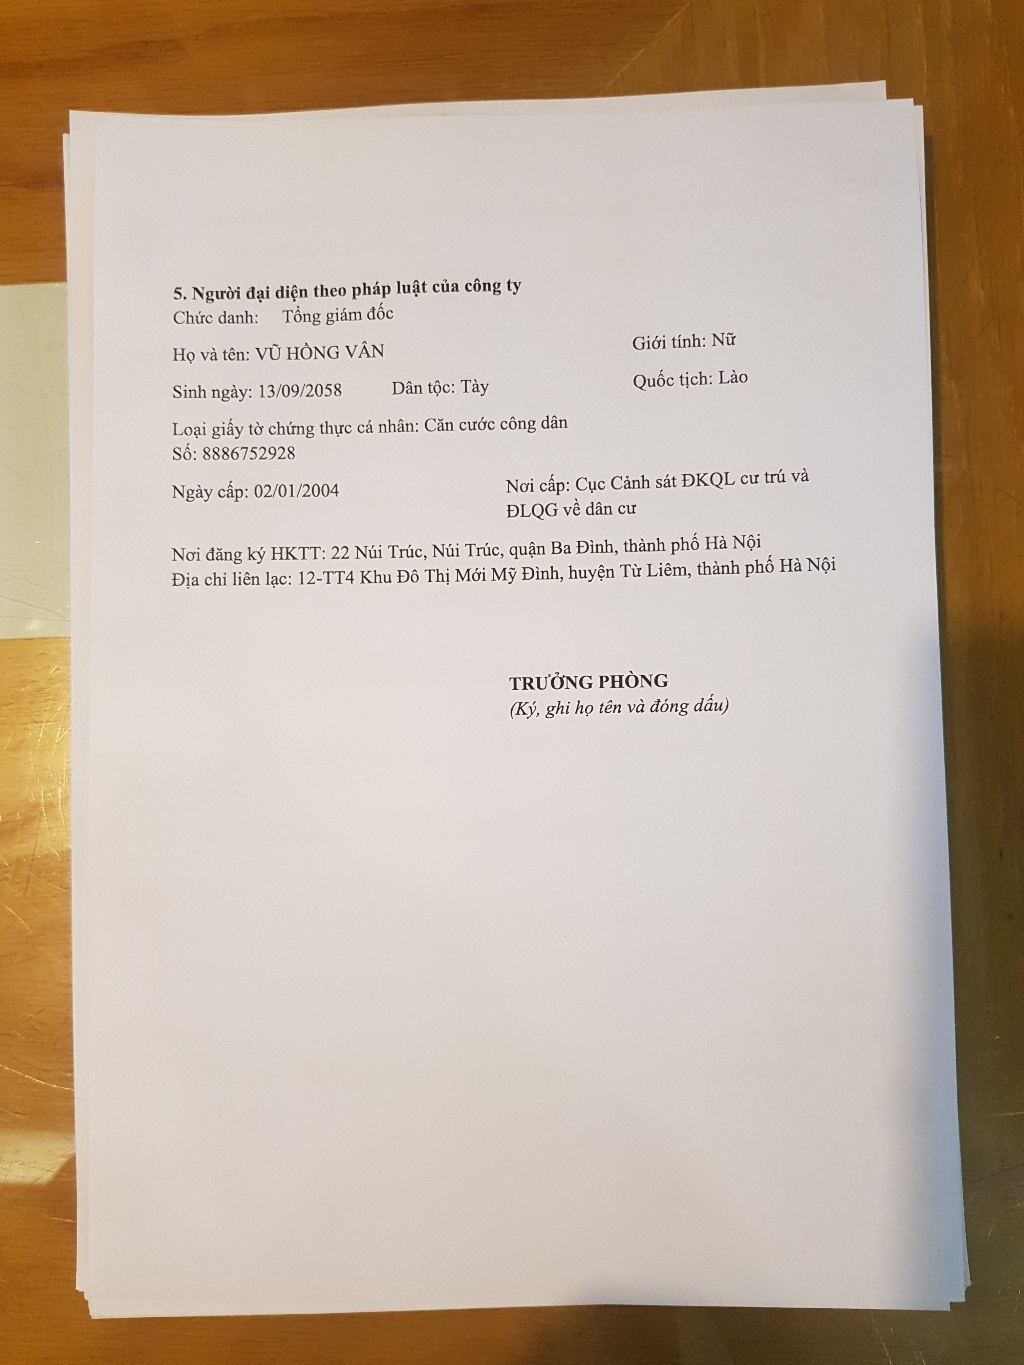 5. Người đại diện theo pháp luật của công ty
Chức danh: Tổng giám đốc
Họ và tên: VŨ HỒNG VÂN Giới tính: Nữ
Sinh ngày: 13/09/2058 Dân tộc: Tày Quốc tịch: Lào
Loại giấy tờ chứng thực cá nhân: Căn cước công dân
Số: 8886752928
Ngày cấp: 02/01/2004 Nơi cấp: Cục Cảnh sát ĐKQL cư trú và
ĐLQG về dân cư
Nơi đăng ký HKTT: 22 Núi Trúc, Núi Trúc, quận Ba Đình, thành phố Hà Nội
Địa chỉ liên lạc: 12-TT4 Khu Đô Thị Mới Mỹ Đình, huyện Từ Liêm, thành phố Hà Nội
TRƯỞNG PHÒNG
(Ký, ghi họ tên và đóng dấu)